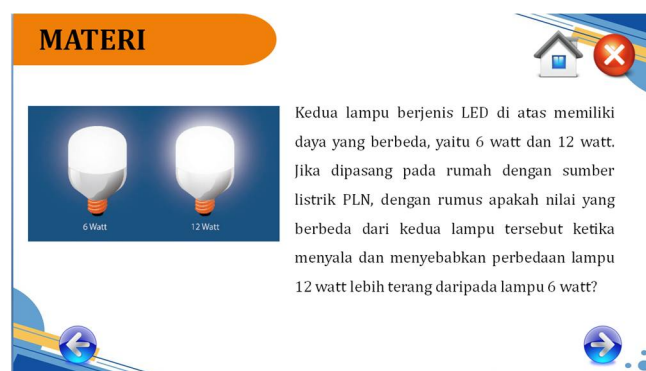 MATERI
6 Watt
12 Watt
Kedua lampu berjenis LED di atas memiliki
daya yang berbeda, yaitu 6 watt dan 12 watt.
Jika dipasang pada rumah dengan sumber
listrik PLN, dengan rumus apakah nilai yang
berbeda dari kedua lampu tersebut ketika
menyala dan menyebabkan perbedaan lampu
12 watt lebih terang daripada lampu 6 watt?